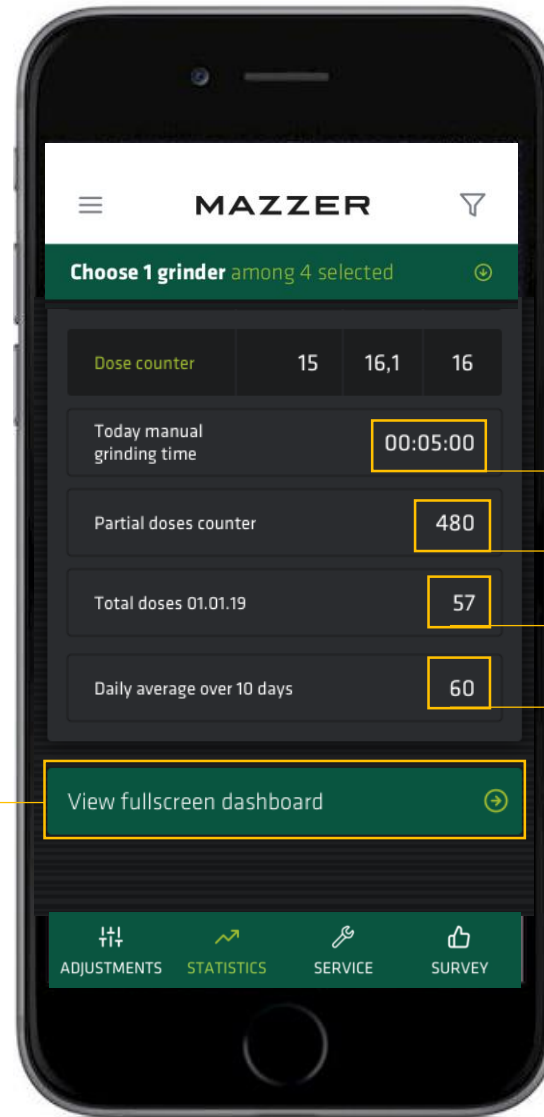 MAZZER
Choose 1 grinder among 4 selected
Dose counter 15 16,1 16
Today manual
grinding time 00:05:00
Partial doses counter 480
Total doses 01.01.19 57
Daily average over 10 days 60
View fullscreen dashboard
ADJUSTMENTS STATISTICS SERVICE SURVEY